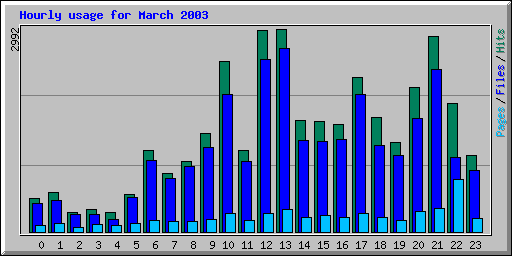 Hourly usage for March 2003
2992
Pages/Files/Hits
0 1 2 3 4 5 6 7 8 9 10 11 12 13 14 15 16 17 18 19 20 21 22 23